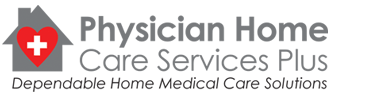 Physician Home
Care Services Plus
Dependable Home Medical Care Solutions